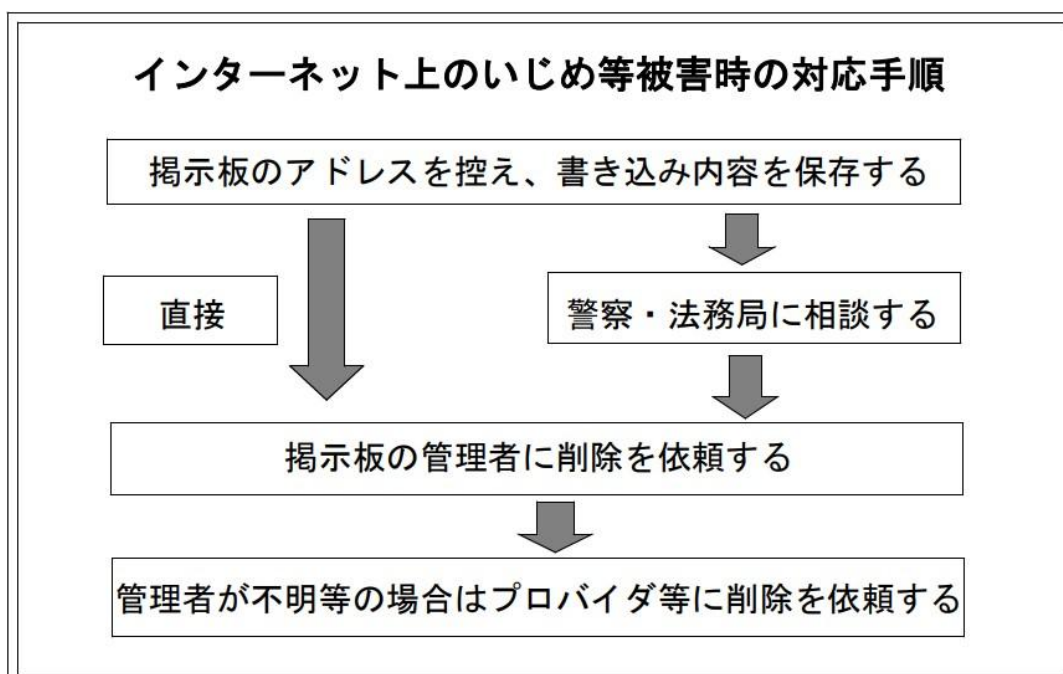 インターネット上のいじめ等被害時の対応手順
掲示板のアドレスを控え、書き込み内容を保存する
直接
警察・法務局に相談する
掲示板の管理者に削除を依頼する
管理者が不明等の場合はプロバイダ等に削除を依頼する